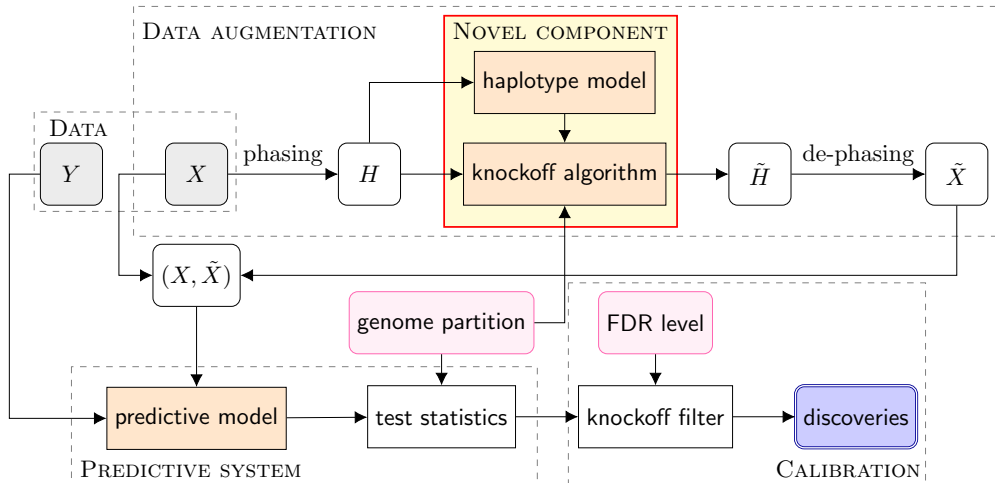 DATA AUGMENTATION
NOVEL COMPONENT
haplotype model
DATA
Y
X
phasing
H
knockoff algorithm
H̃
de-phasing
X̃
(X, X̃)
genome partition
FDR level
predictive model
test statistics
knockoff filter
discoveries
PREDICTIVE SYSTEM
CALIBRATION